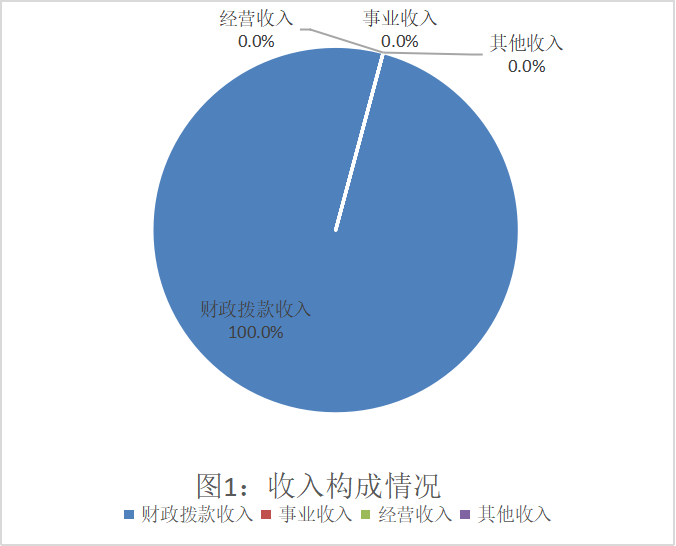 经营收入
0.0%
事业收入
0.0%
其他收入
0.0%
财政拨款收入
100.0%
图1：收入构成情况
财政拨款收入 事业收入 经营收入 其他收入